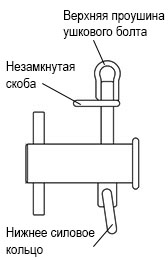 Верхняя проушина
ушкового болта
Незамкнутая
скоба
Нижнее силовое
кольцо